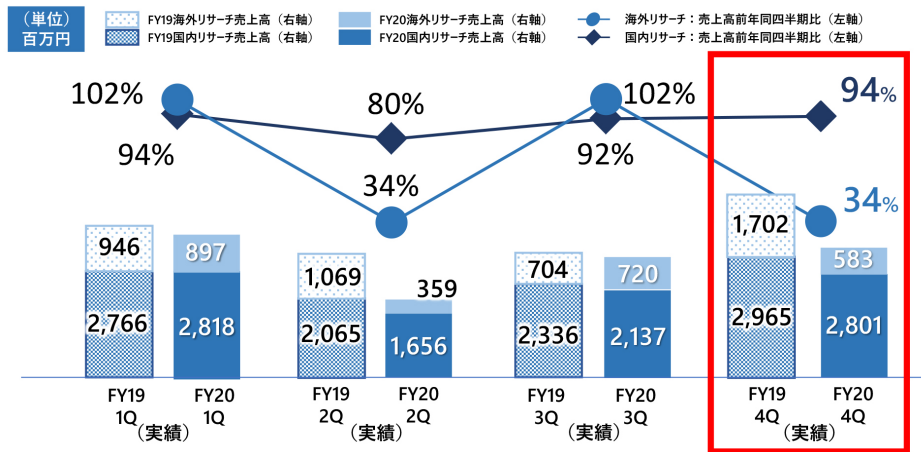 (単位)
百万円
FY19海外リサーチ売上高(右軸)
FY20海外リサーチ売上高(右軸)
海外リサーチ:売上高前年同四半期比(左軸)
FY19国内リサーチ売上高(右軸)
FY20国内リサーチ売上高(右軸)
国内リサーチ:売上高前年同四半期比(左軸)
102%
80%
102%
94%
94%
34%
92%
34%
946
897
1,069
359
704
720
1,702
583
2,766
2,818
2,065
1,656
2,336
2,137
2,965
2,801
FY19
1Q
FY20
1Q
(実績)
FY19
2Q
FY20
2Q
(実績)
FY19
3Q
FY20
3Q
(実績)
FY19
4Q
FY20
4Q
(実績)